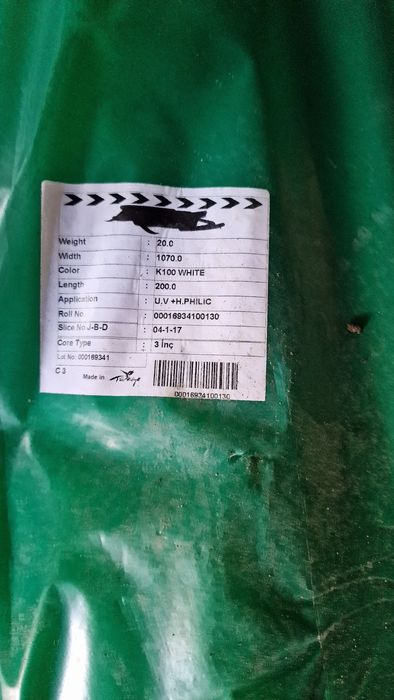 Weight : 20.0
Width : 1070.0
Color : K100 WHITE
Length : 200.0
Application : U,V +H.PHILIC
Roll No : 00016934100130
Slice No J-B-D : 04-1-17
Core Type : 3 inç
Lot No: 000169341
C 3 Made in Türkiye
00016934100130